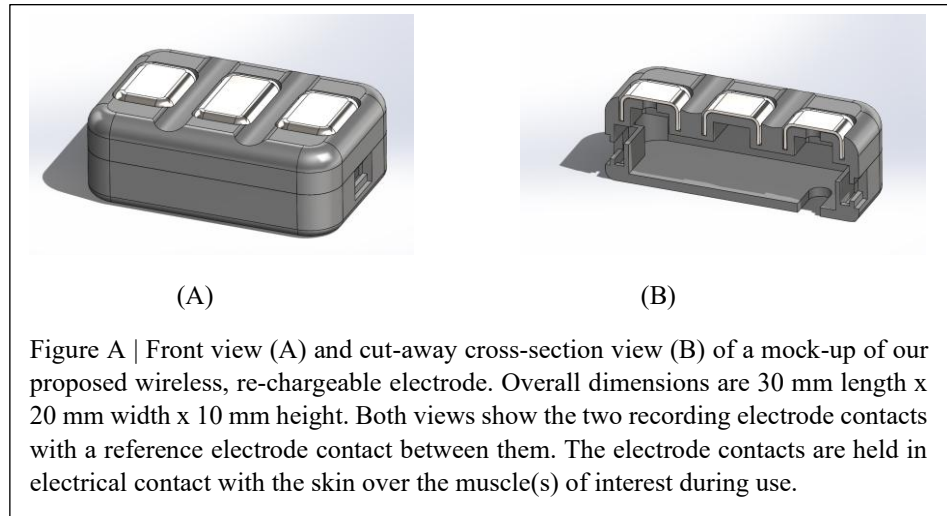 (A)
(B)
Figure A | Front view (A) and cut-away cross-section view (B) of a mock-up of our
proposed wireless, re-chargeable electrode. Overall dimensions are 30 mm length x
20 mm width x 10 mm height. Both views show the two recording electrode contacts
with a reference electrode contact between them. The electrode contacts are held in
electrical contact with the skin over the muscle(s) of interest during use.